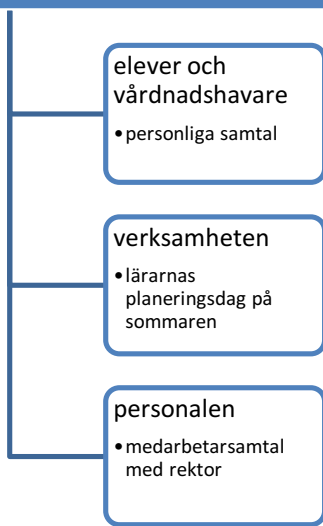 elever och
vårdnadshavare
•personliga samtal
verksamheten
•lärarnas
planeringsdag på
sommaren
personalen
•medarbetarsamtal
med rektor